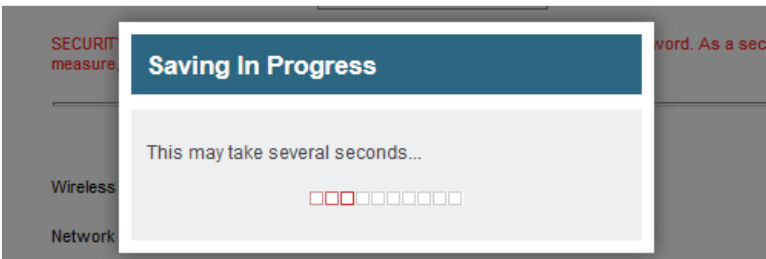 SECURIT
word. As a sec
measure,
Saving In Progress
This may take several seconds...
Wireless
Network